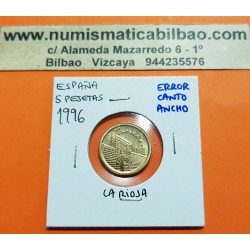 www.numismaticabilbao.com
c/. Alameda Mazarredo 6 - 1º
Bilbao Vizcaya 944235576
ESPAÑA
5 PESETAS
1996
ERROR
CANTO
ANCHO
LA RIOJA